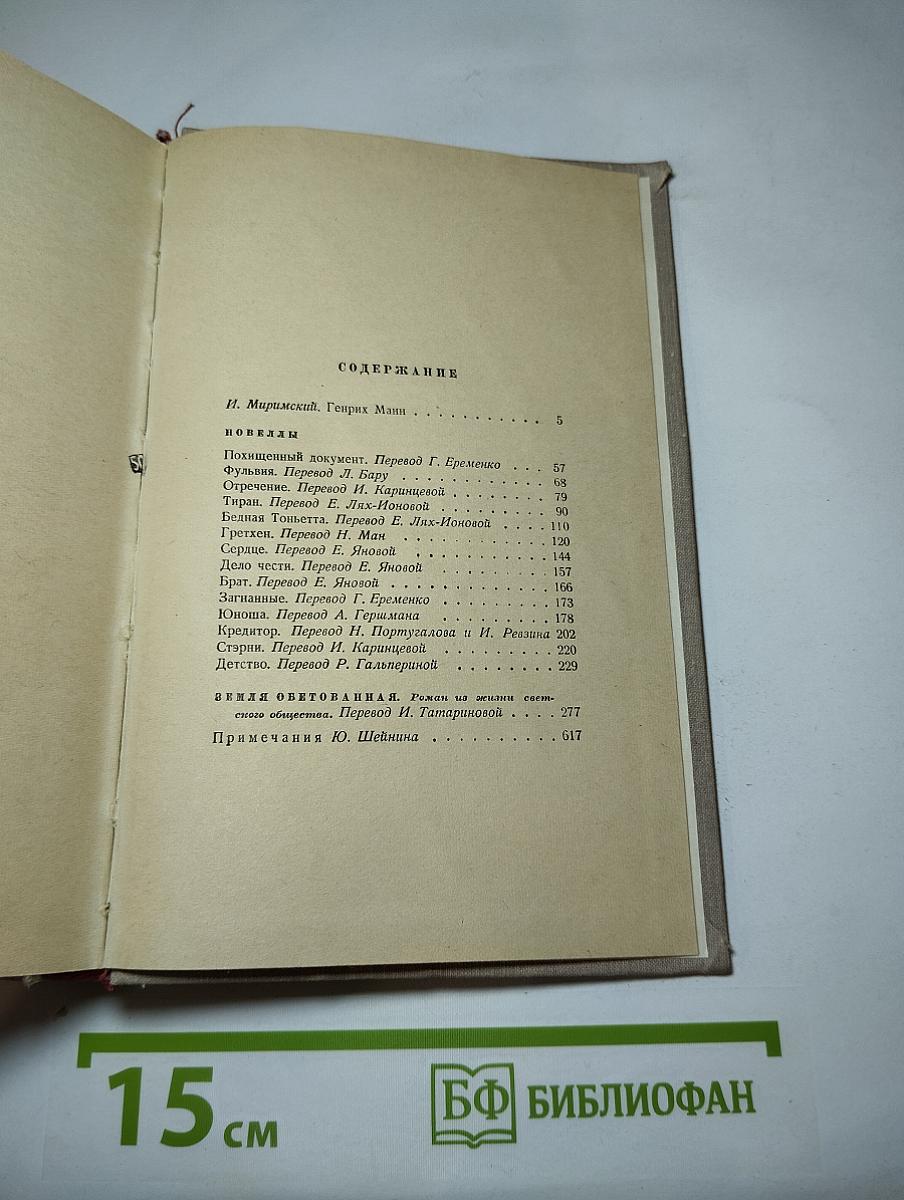 СОДЕРЖАНИЕ
И. Миримский. Генрих Манн . . . . . . . . . . . 5
НОВЕЛЛЫ
Похищенный документ. Перевод Г. Еременко . . . 57
Фульвия. Перевод Л. Бару . . . . . . . . . . . 68
Отречение. Перевод И. Каринцевой . . . . . . . 79
Тиран. Перевод Е. Лях-Ионовой . . . . . . . . 90
Бедная Тоньетта. Перевод Е. Лях-Ионовой . . . . 110
Гретхен. Перевод Н. Ман . . . . . . . . . . . 120
Сердце. Перевод Е. Яновой . . . . . . . . . . 144
Дело чести. Перевод Е. Яновой . . . . . . . . 157
Брат. Перевод Е. Яновой . . . . . . . . . . . 166
Загнанные. Перевод Г. Еременко . . . . . . . . 173
Юноша. Перевод А. Гершмана . . . . . . . . 178
Кредитор. Перевод Н. Португалова и И. Ревзина 202
Стэрни. Перевод И. Каринцевой . . . . . . . . 220
Детство. Перевод Р. Гальпериной . . . . . . . 229
ЗЕМЛЯ ОБЕТОВАННАЯ. Роман из жизни свет-
ского общества. Перевод И. Татариновой . . . . 277
Примечания Ю. Шейнина . . . . . . . . . . 617
15 см
БФ БИБЛИОФАН